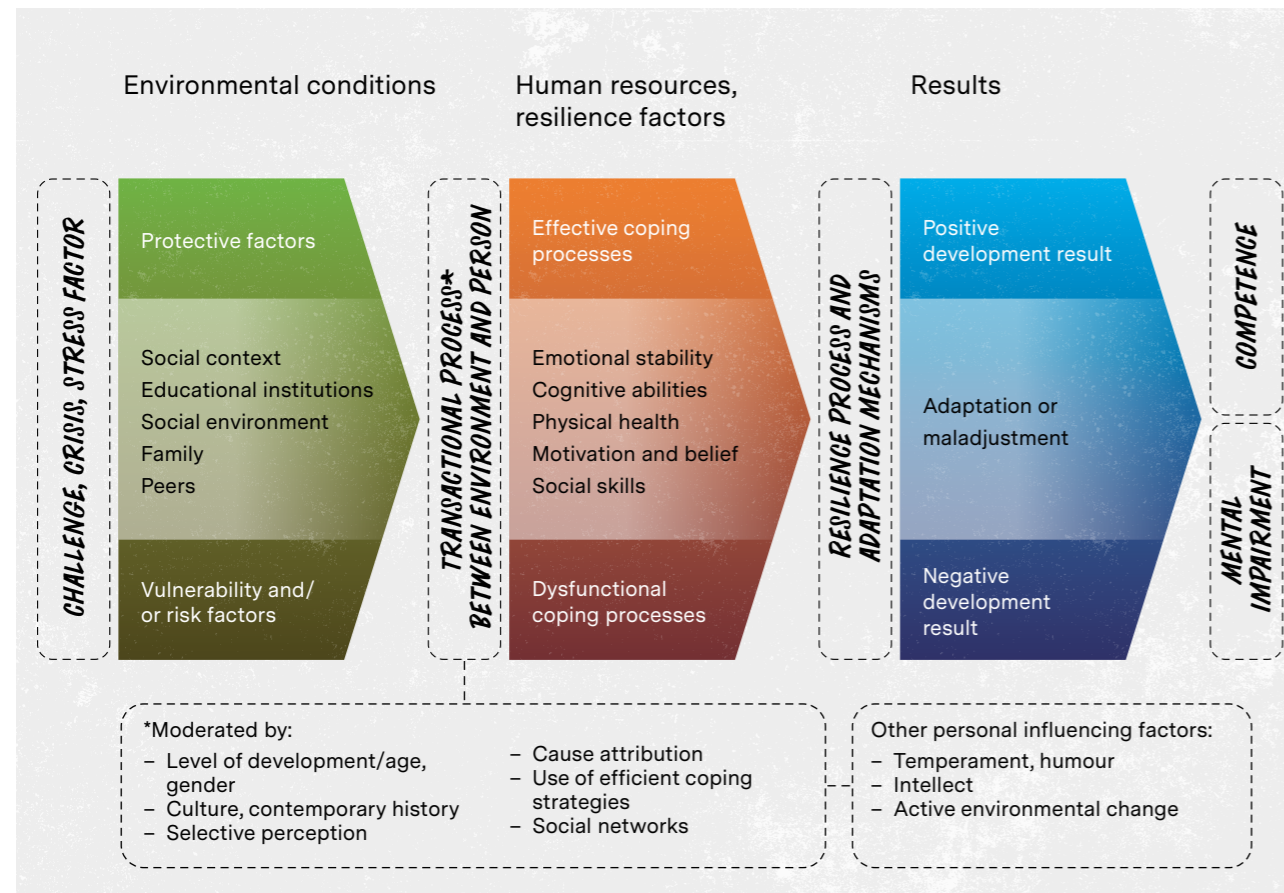 Environmental conditions
Human resources,
resilience factors
Results
CHALLENGE, CRISIS, STRESS FACTOR
Protective factors
Social context
Educational institutions
Social environment
Family
Peers
Vulnerability and/
or risk factors
TRANSACTIONAL PROCESS*
BETWEEN ENVIRONMENT AND PERSON
Effective coping
processes
Emotional stability
Cognitive abilities
Physical health
Motivation and belief
Social skills
Dysfunctional
coping processes
RESILIENCE PROCESS AND
ADAPTATION MECHANISMS
Positive
development result
Adaptation or
maladjustment
Negative
development
result
COMPETENCE
MENTAL
IMPAIRMENT
*Moderated by:
– Level of development/age,
gender
– Culture, contemporary history
– Selective perception
– Cause attribution
– Use of efficient coping
strategies
– Social networks
Other personal influencing factors:
– Temperament, humour
– Intellect
– Active environmental change